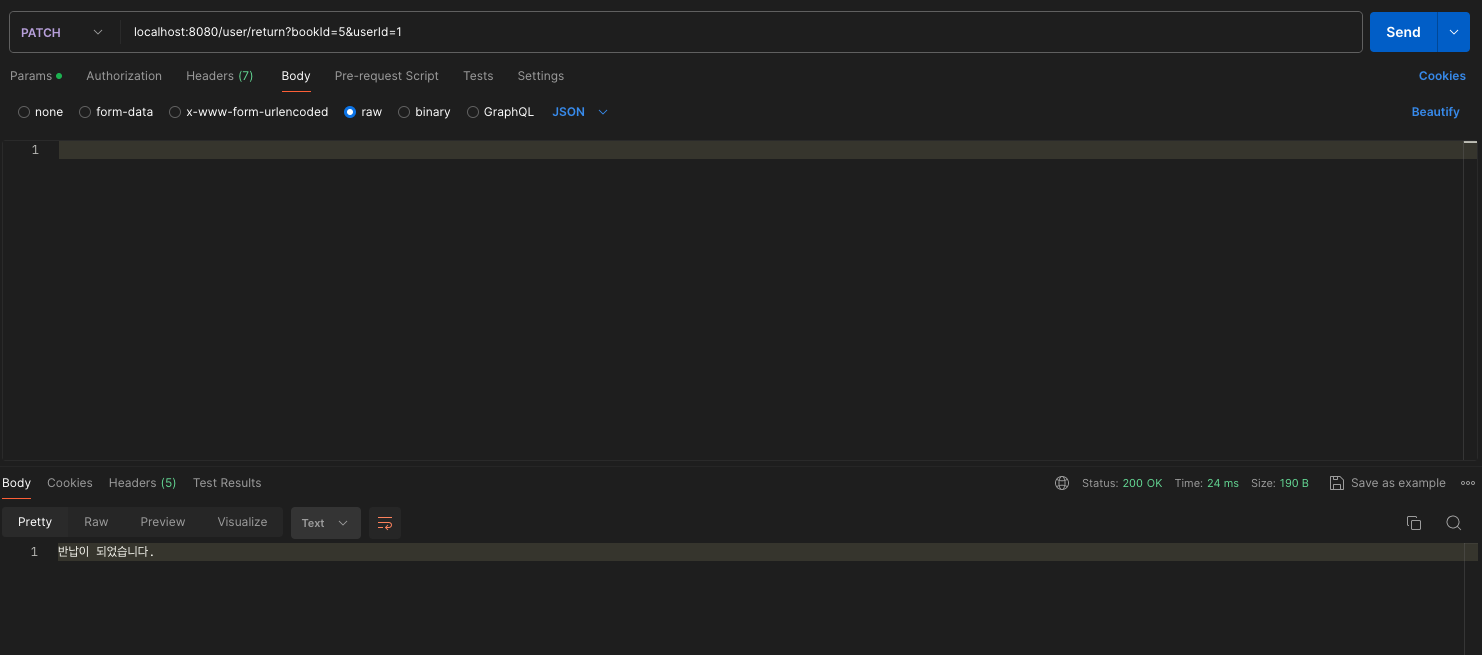 PATCH localhost:8080/user/return?bookId=5&userId=1 Send
Params Authorization Headers (7) Body Pre-request Script Tests Settings Cookies
none form-data x-www-form-urlencoded raw binary GraphQL JSON Beautify
1
Body Cookies Headers (5) Test Results Status: 200 OK Time: 24 ms Size: 190 B Save as example
Pretty Raw Preview Visualize Text
1 반납이 되었습니다.